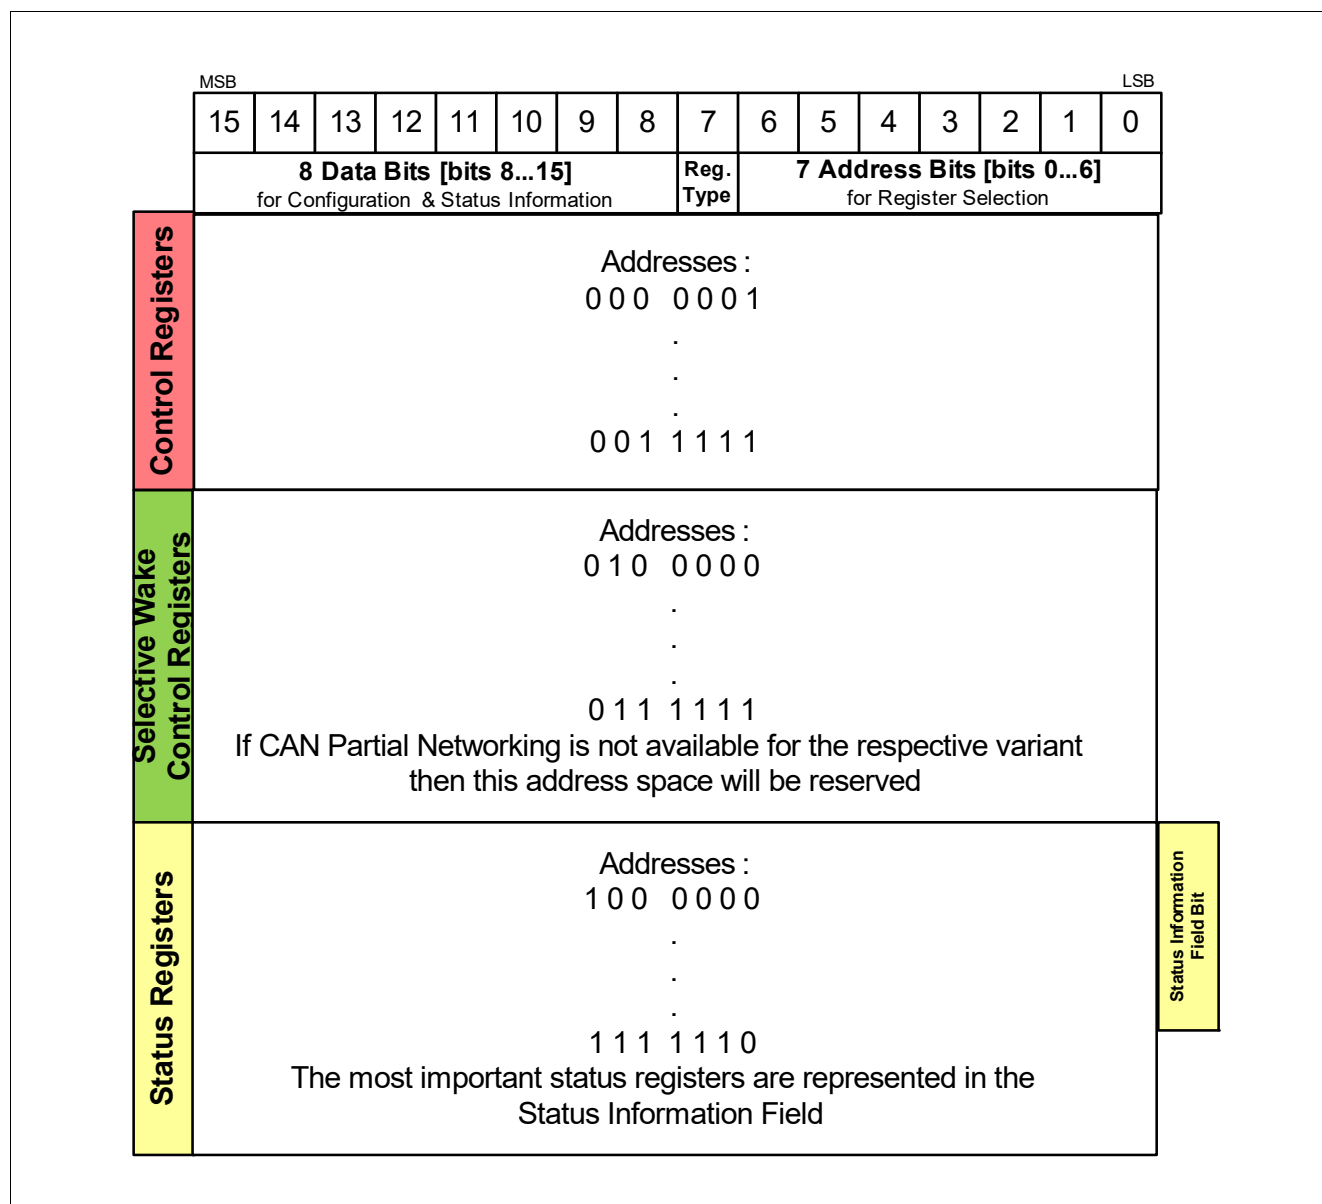 MSB LSB
15 14 13 12 11 10 9 8 7 6 5 4 3 2 1 0
8 Data Bits [bits 8...15]
for Configuration & Status Information
Reg.
Type
7 Address Bits [bits 0...6]
for Register Selection
Control Registers
Addresses :
0 0 0 0 0 0 1
.
.
.
0 0 1 1 1 1 1
Selective Wake
Control Registers
Addresses :
0 1 0 0 0 0 0
.
.
.
0 1 1 1 1 1 1
If CAN Partial Networking is not available for the respective variant
then this address space will be reserved
Status Registers
Addresses :
1 0 0 0 0 0 0
.
.
.
1 1 1 1 1 1 0
The most important status registers are represented in the
Status Information Field
Status Information
Field Bit